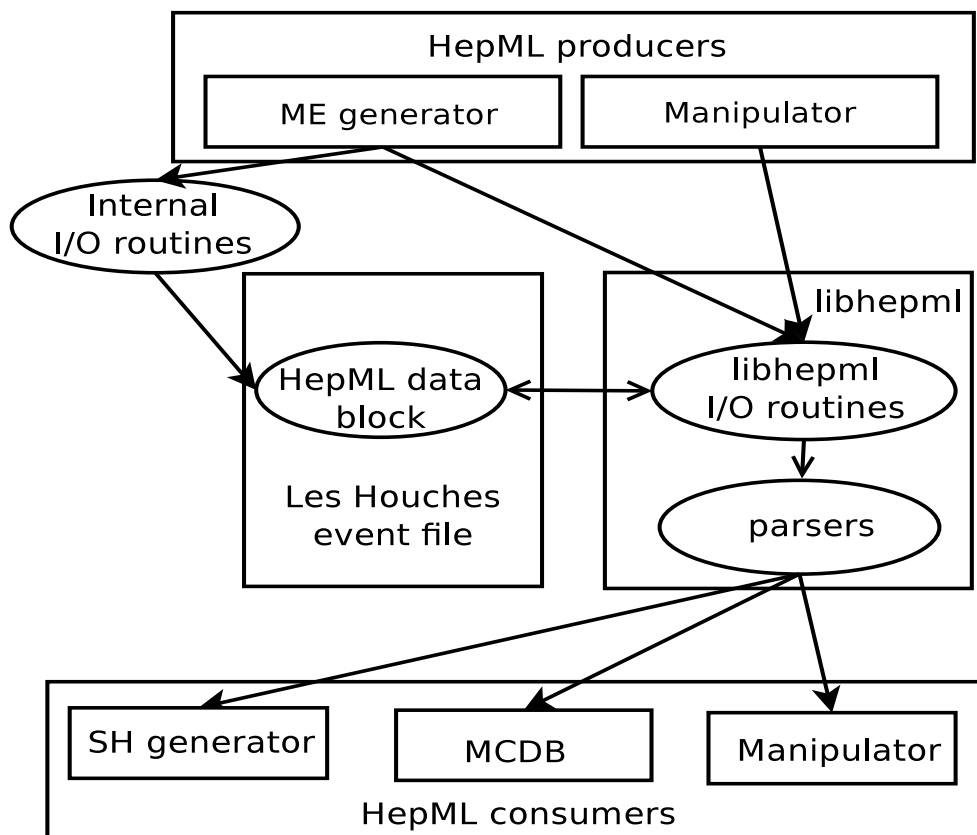 HepML producers
ME generator
Manipulator
Internal
I/O routines
libhepml
HepML data
block
libhepml
I/O routines
Les Houches
event file
parsers
SH generator
MCDB
Manipulator
HepML consumers